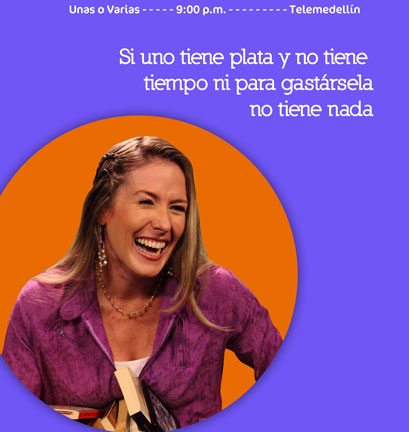 Unas o Varias - - - - - 9:00 p.m. - - - - - - - - - Telemedellín
Si uno tiene plata y no tiene
tiempo ni para gastársela
no tiene nada